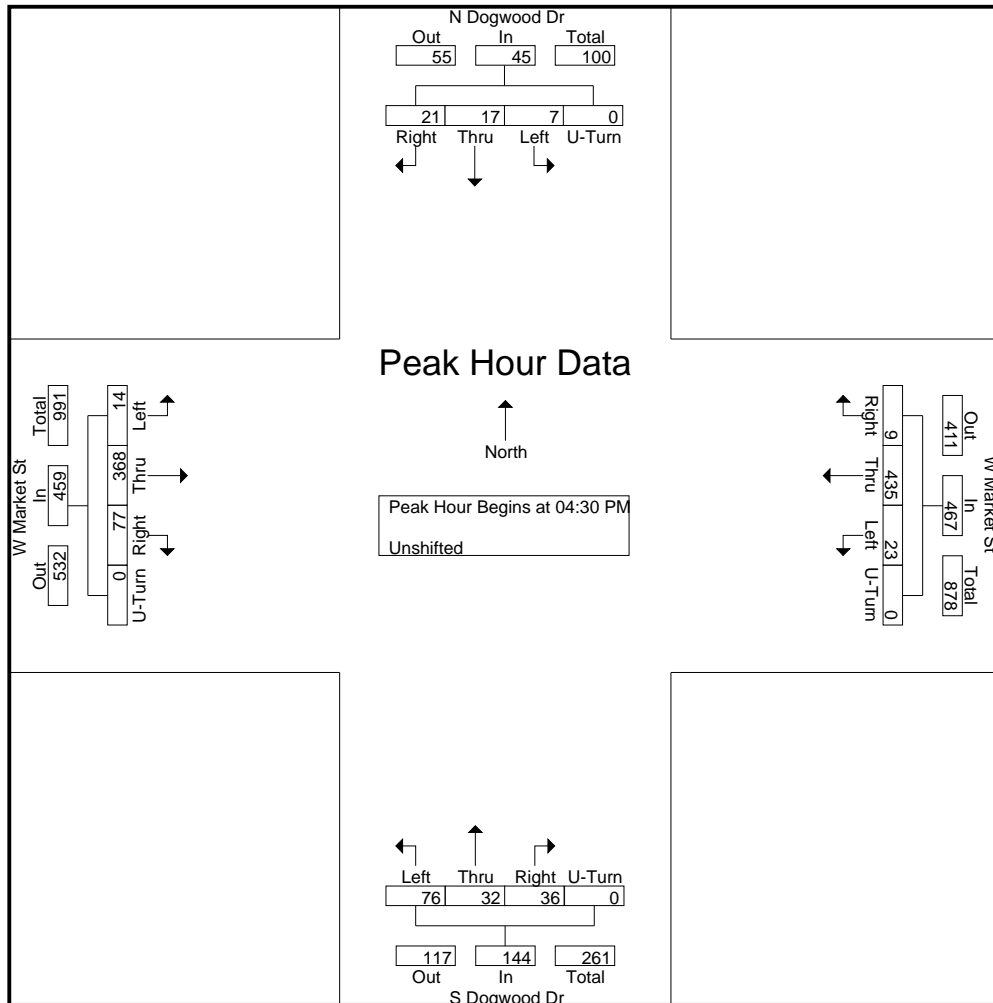 N Dogwood Dr
Out In Total
55 45 100
21 17 7 0
Right Thru Left U-Turn
Peak Hour Data
North
Peak Hour Begins at 04:30 PM
Unshifted
W Market St
Total In Out
991 459 532
14 368 77 0
Left Thru Right U-Turn
W Market St
Out In Total
411 467 878
9 435 23 0
Right Thru Left U-Turn
Left Thru Right U-Turn
76 32 36 0
117 144 261
Out In Total
S Dogwood Dr